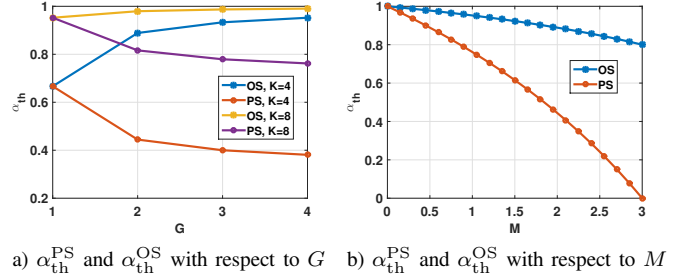 1
0.8
0.6
0.4
0.2
α_th
1 2 3 4
G
OS, K=4
PS, K=4
OS, K=8
PS, K=8
1
0.8
0.6
0.4
0.2
0
α_th
0 0.5 1 1.5 2 2.5 3
M
OS
PS
a) α_th^PS and α_th^OS with respect to G
b) α_th^PS and α_th^OS with respect to M